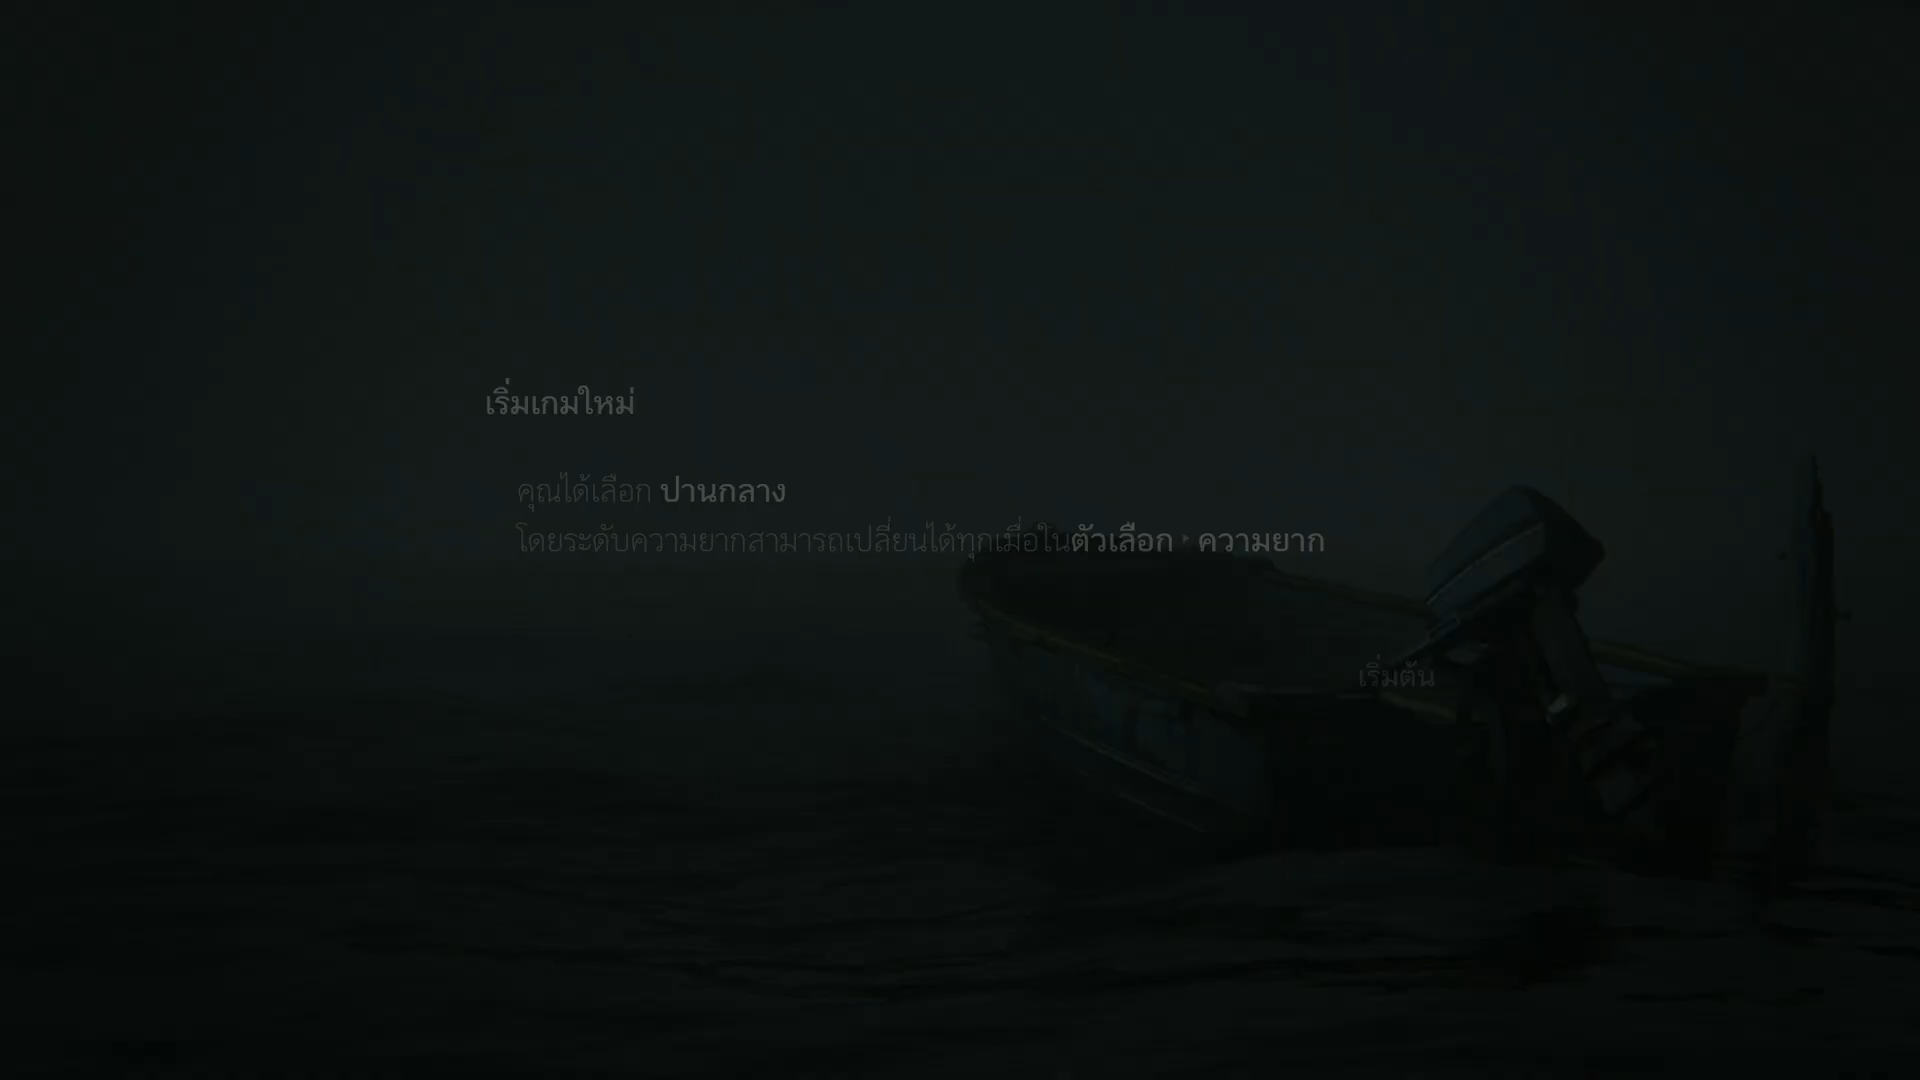 เริ่มเกมใหม่
คุณได้เลือก ปานกลาง
โดยระดับความยากสามารถเปลี่ยนได้ทุกเมื่อในตัวเลือก ‣ ความยาก
เริ่มต้น